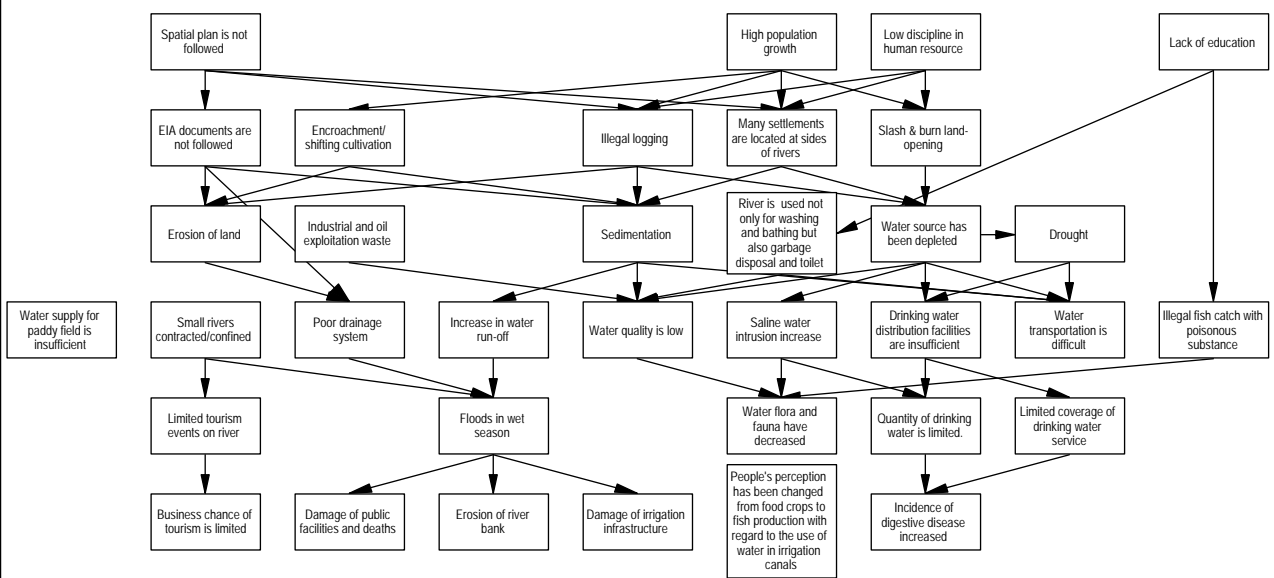 Spatial plan is not
followed
High population
growth
Low discipline in
human resource
Lack of education
EIA documents are
not followed
Encroachment/
shifting cultivation
Illegal logging
Many settlements
are located at sides
of rivers
Slash & burn land-
opening
Erosion of land
Industrial and oil
exploitation waste
Sedimentation
River is used not
only for washing
and bathing but
also garbage
disposal and toilet
Water source has
been depleted
Drought
Water supply for
paddy field is
insufficient
Small rivers
contracted/confined
Poor drainage
system
Increase in water
run-off
Water quality is low
Saline water
intrusion increase
Drinking water
distribution facilities
are insufficient
Water
transportation is
difficult
Illegal fish catch with
poisonous
substance
Limited tourism
events on river
Floods in wet
season
Water flora and
fauna have
decreased
Quantity of drinking
water is limited.
Limited coverage of
drinking water
service
Business chance of
tourism is limited
Damage of public
facilities and deaths
Erosion of river
bank
Damage of irrigation
infrastructure
People's perception
has been changed
from food crops to
fish production with
regard to the use of
water in irrigation
canals
Incidence of
digestive disease
increased